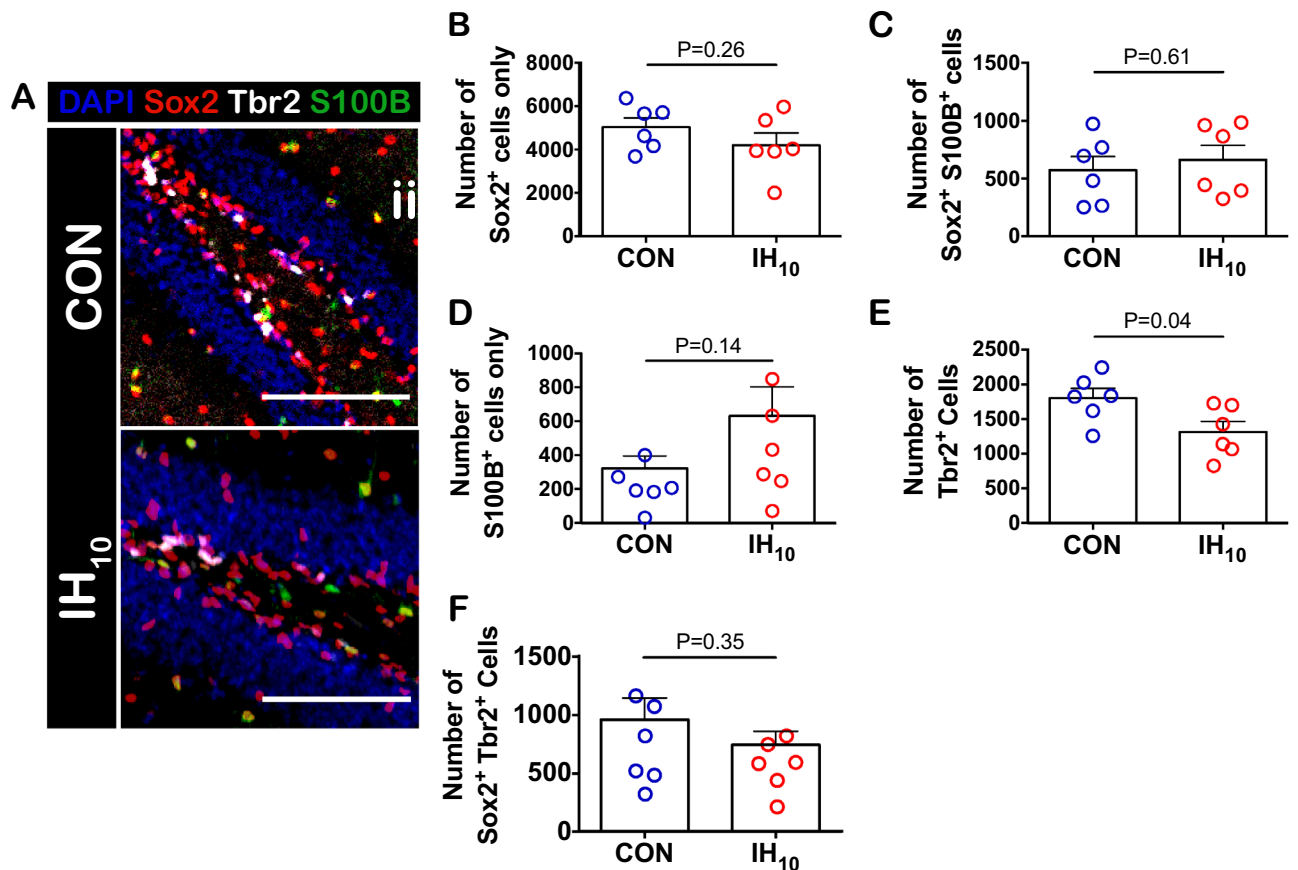 A
DAPI Sox2 Tbr2 S100B
CON
ii
IH10
B
Number of
Sox2+ cells only
P=0.26
8000
6000
4000
2000
0
CON IH10
C
Number of
Sox2+ S100B+ cells
P=0.61
1500
1000
500
0
CON IH10
D
Number of
S100B+ cells only
P=0.14
1000
800
600
400
200
0
CON IH10
E
Number of
Tbr2+ Cells
P=0.04
2500
2000
1500
1000
500
0
CON IH10
F
Number of
Sox2+ Tbr2+ Cells
P=0.35
1500
1000
500
0
CON IH10